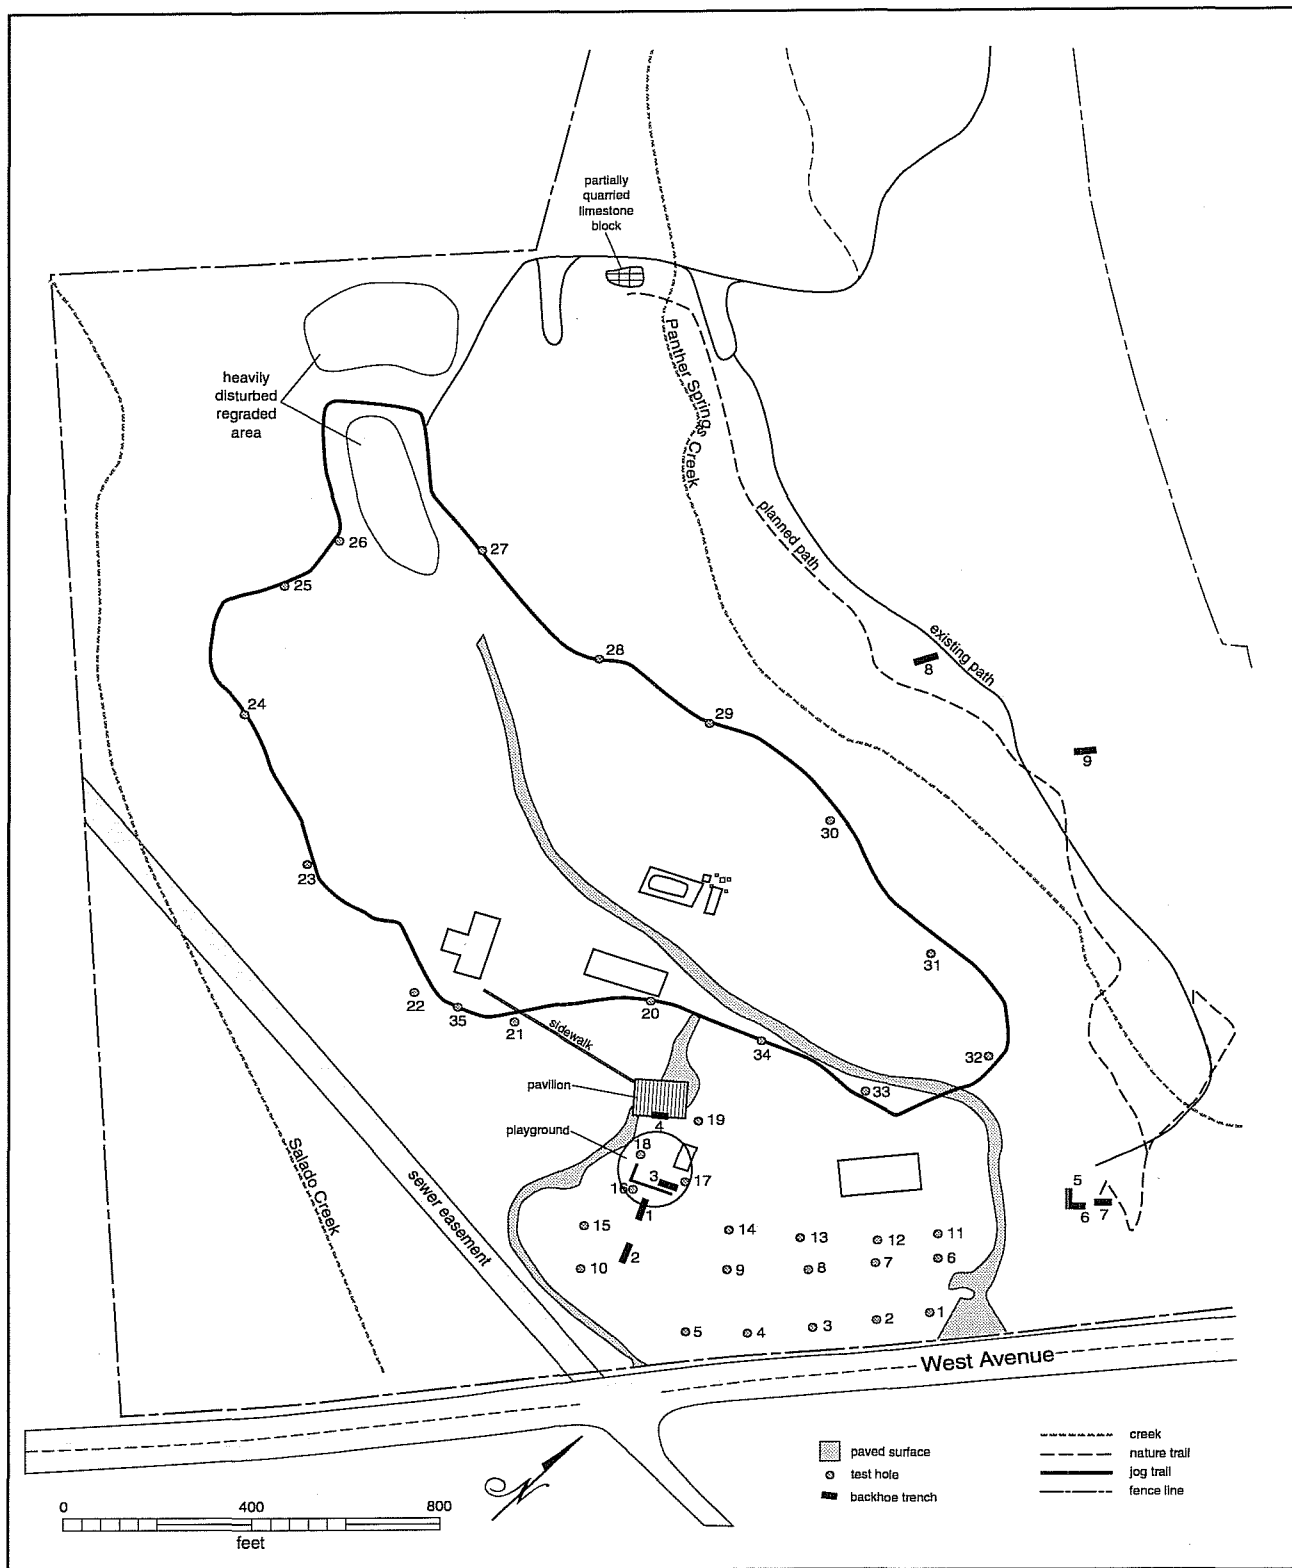 partially
quarried
limestone
block
heavily
disturbed
regraded
area
Panther Springs Creek
planned path
existing path
26
27
25
28
8
24
29
9
30
23
31
22
35
21
20
34
32
33
sidewalk
pavilion
4
19
playground
18
3
17
16
1
5
6
7
15
14
13
12
11
2
10
9
8
7
6
Salado Creek
sewer easement
5
4
3
2
1
West Avenue
0 400 800
feet
paved surface
test hole
backhoe trench
creek
nature trail
jog trail
fence line